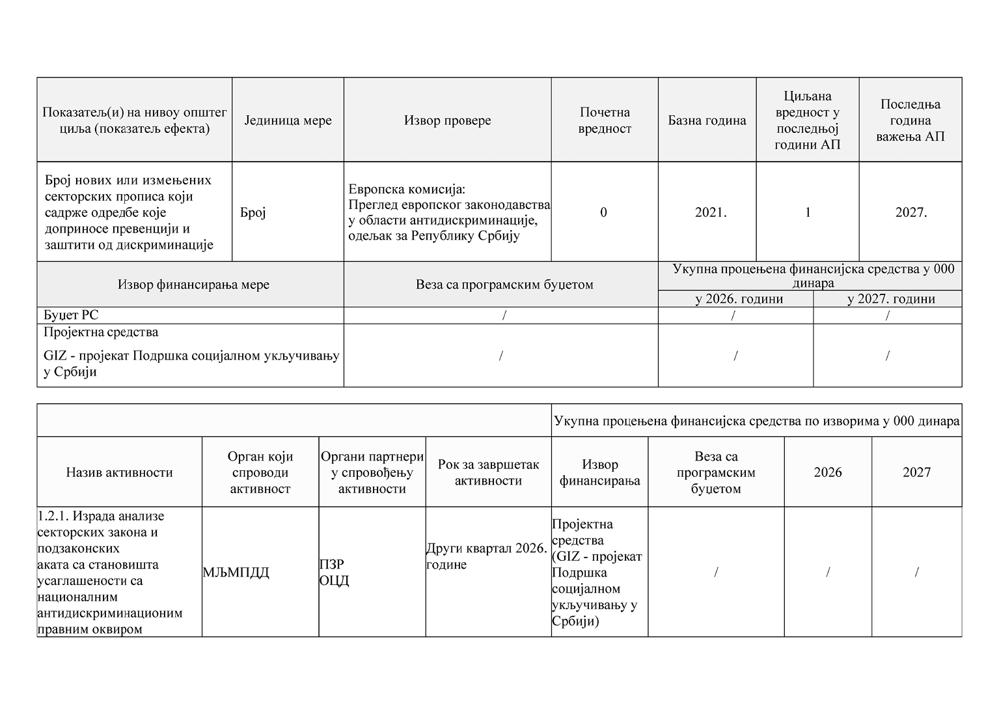 Показатељ(и) на нивоу општег
циља (показатељ ефекта)
Јединица мере
Извор провере
Почетна
вредност
Базна година
Циљана
вредност у
последњој
години АП
Последња
година
важења АП
Број нових или измењених
секторских прописа који
садрже одредбе које
доприносе превенцији и
заштити од дискриминације
Број
Европска комисија:
Преглед европског законодавства
у области антидискриминације,
одељак за Републику Србију
0
2021.
1
2027.
Извор финансирања мере
Веза са програмским буџетом
Укупна процењена финансијска средства у 000
динара
у 2026. години
у 2027. години
Буџет РС
/
/
/
Пројектна средства
GIZ - пројекат Подршка социјалном укључивању
у Србији
/
/
/
Укупна процењена финансијска средства по изворима у 000 динара
Назив активности
Орган који
спроводи
активност
Органи партнери
у спровођењу
активности
Рок за завршетак
активности
Извор
финансирања
Веза са
програмским
буџетом
2026
2027
1.2.1. Израда анализе
секторских закона и
подзаконских
аката са становишта
усаглашености са
националним
антидискриминационим
правним оквиром
МЉМПДД
ПЗР
ОЦД
Други квартал 2026.
године
Пројектна
средства
(GIZ - пројекат
Подршка
социјалном
укључивању у
Србији)
/
/
/